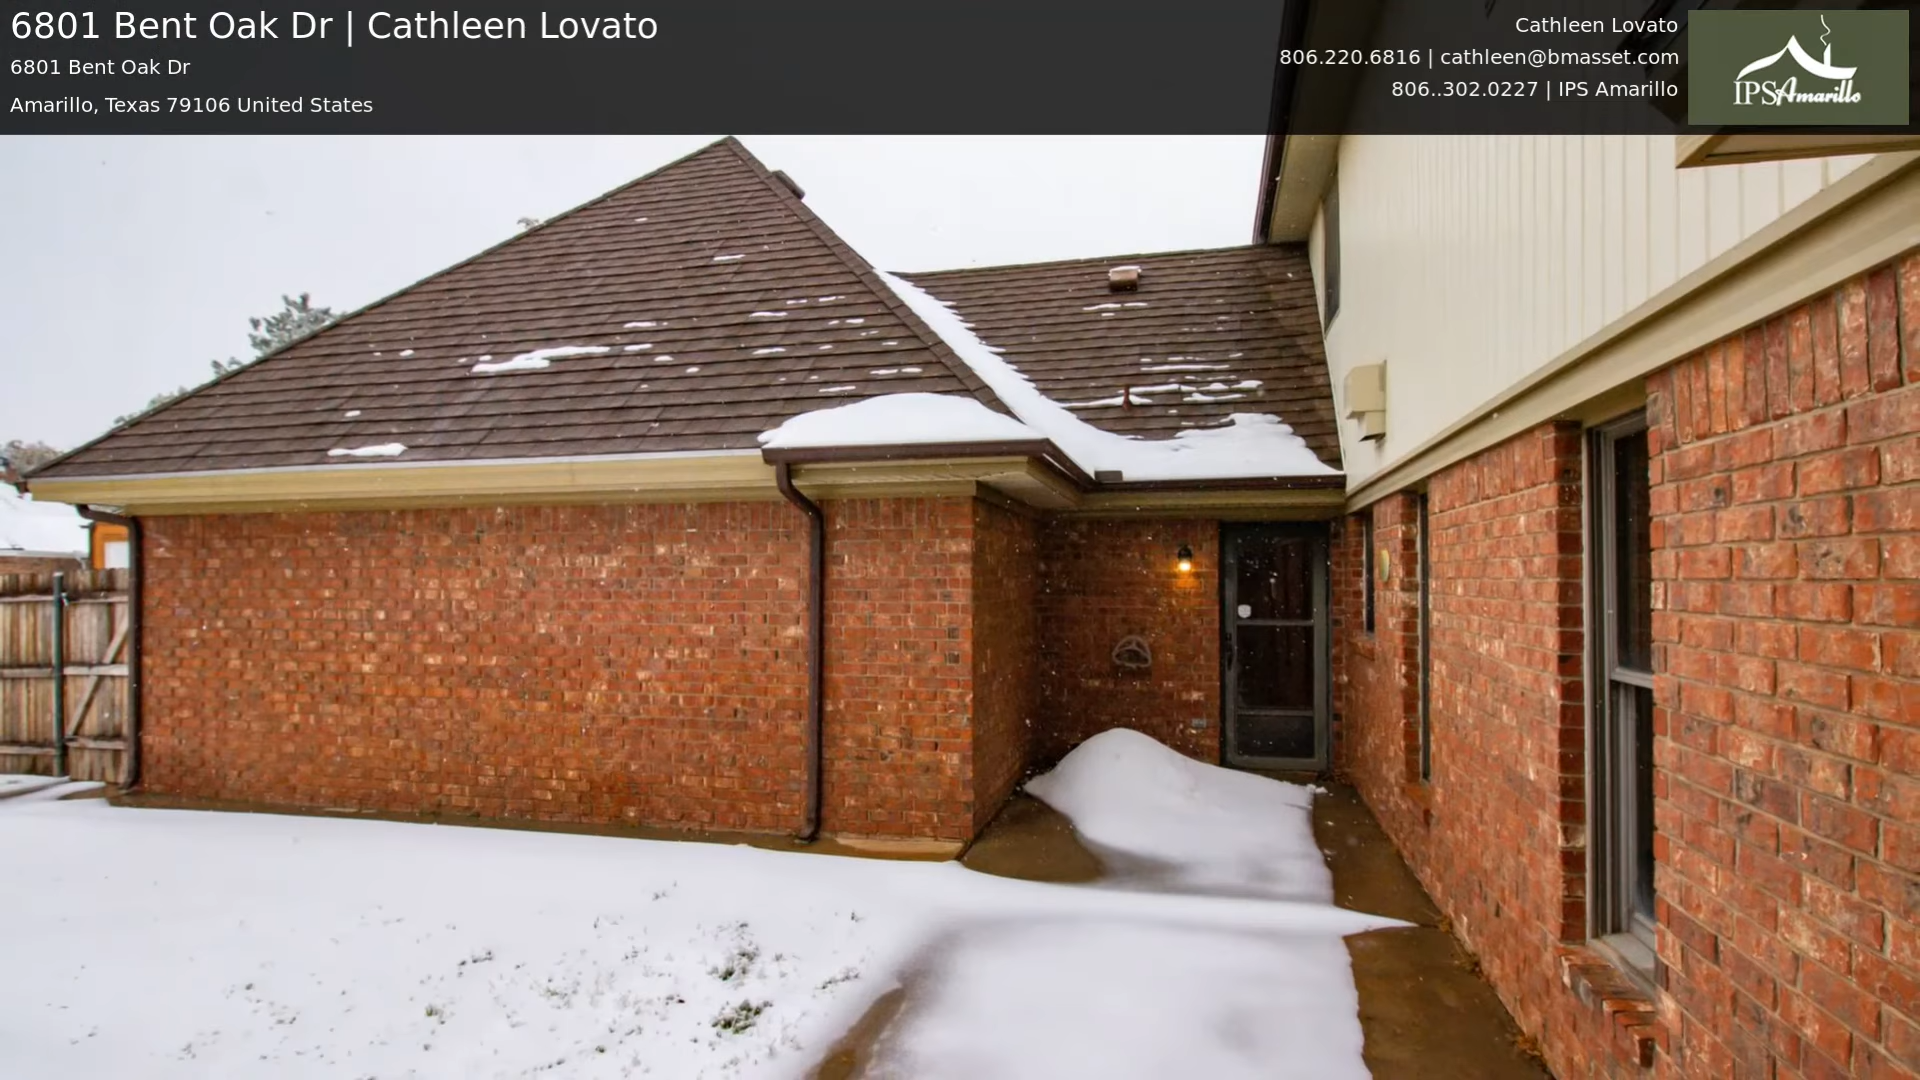 6801 Bent Oak Dr | Cathleen Lovato
6801 Bent Oak Dr
Amarillo, Texas 79106 United States
Cathleen Lovato
806.220.6816 | cathleen@bmasset.com
806..302.0227 | IPS Amarillo
IPSAmarillo